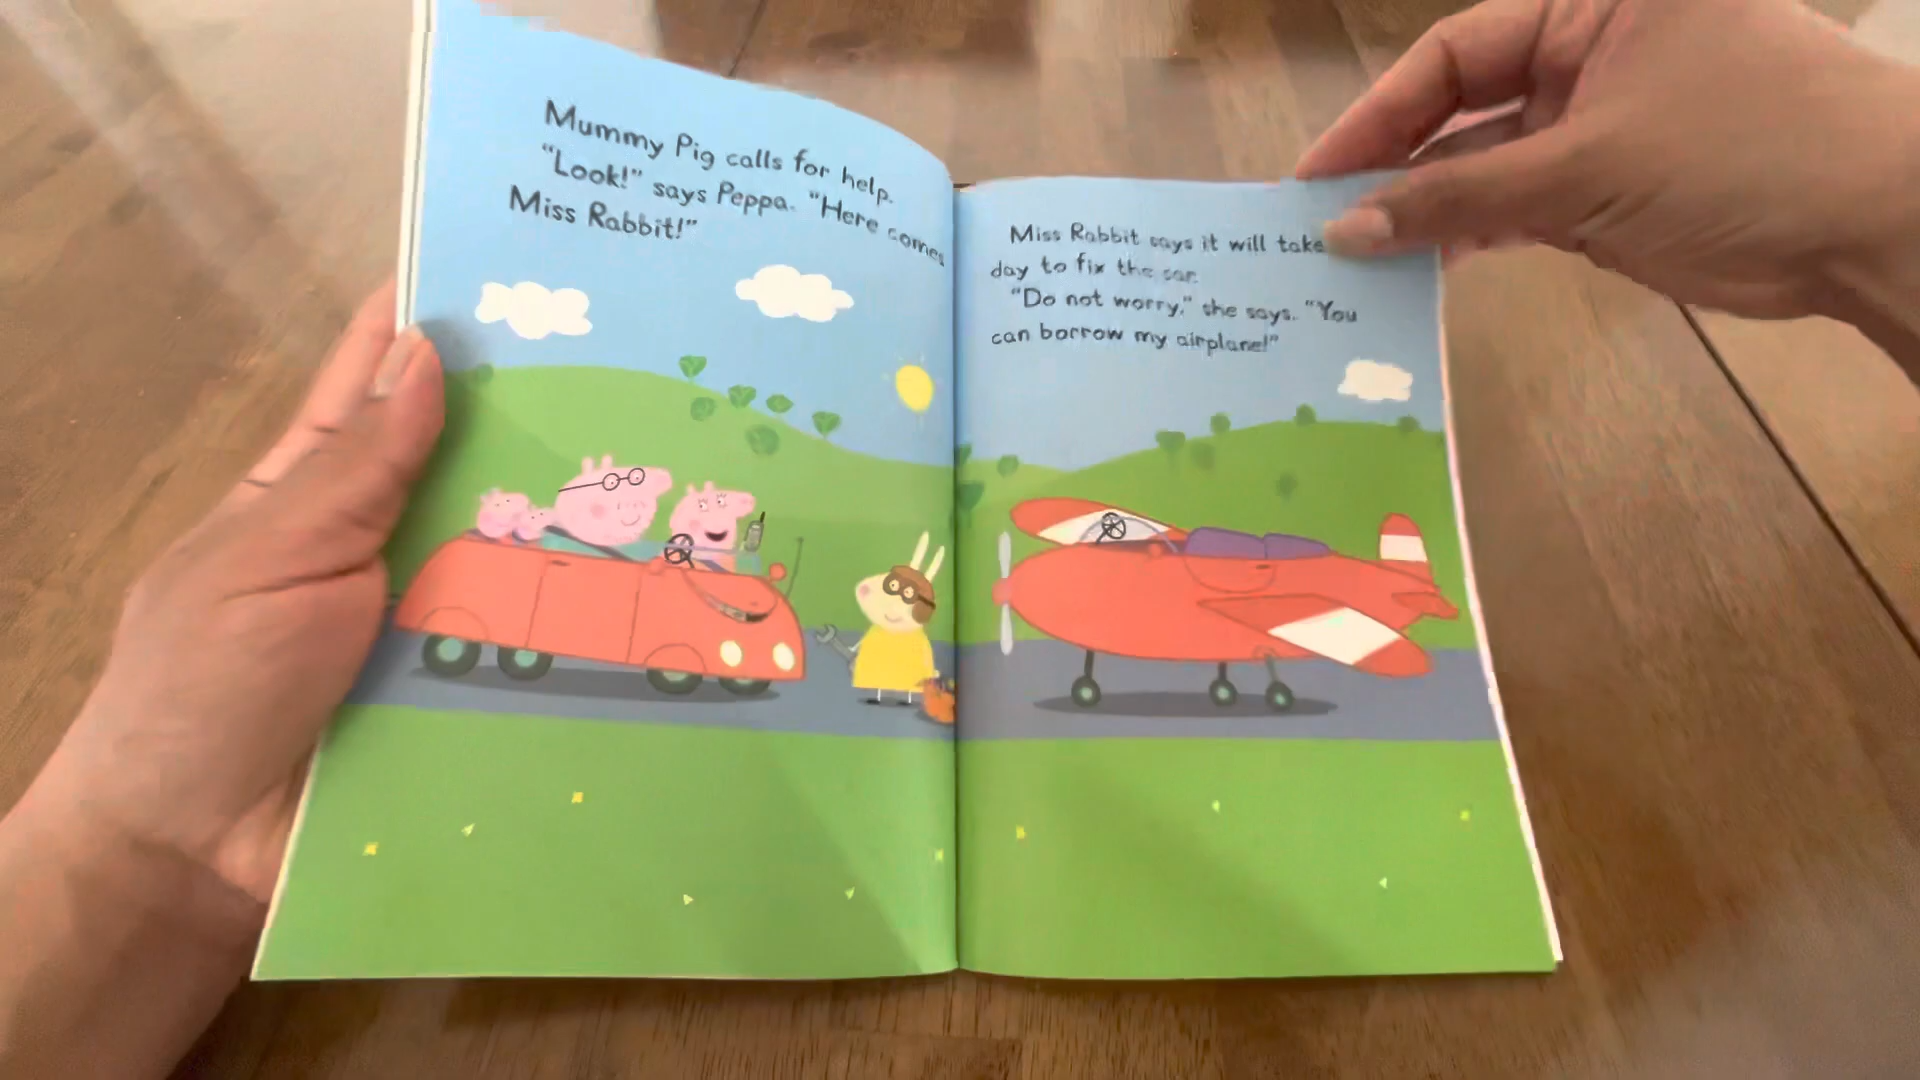 Mummy Pig calls for help.
“Look!” says Peppa. “Here comes
Miss Rabbit!”
Miss Rabbit says it will take
day to fix the car.
“Do not worry,” she says. “You
can borrow my airplane!”